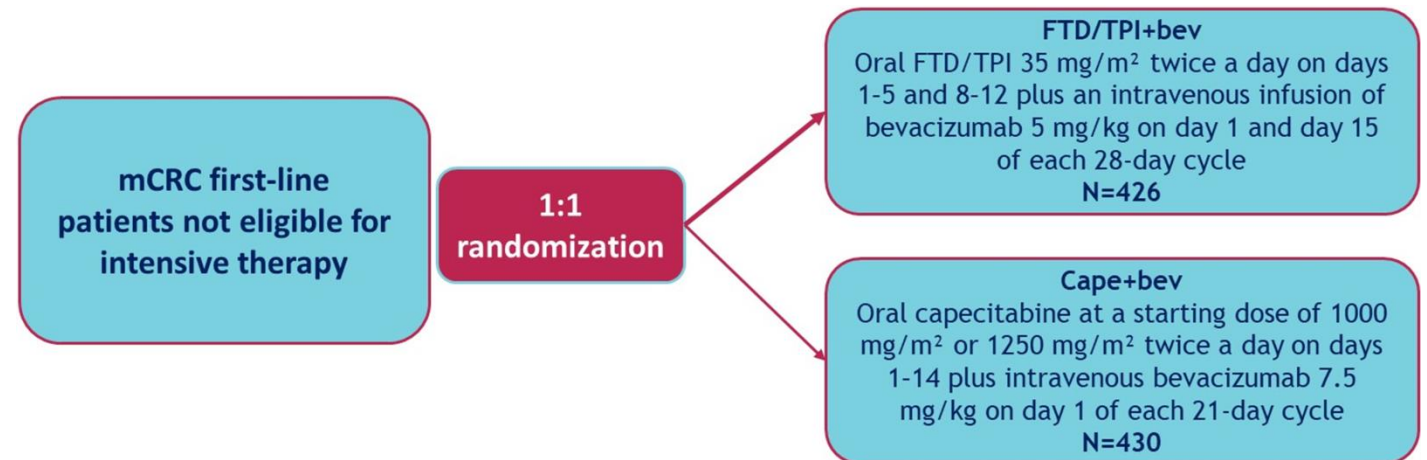 mCRC first-line
patients not eligible for
intensive therapy
1:1
randomization
FTD/TPI+bev
Oral FTD/TPI 35 mg/m² twice a day on days
1–5 and 8–12 plus an intravenous infusion of
bevacizumab 5 mg/kg on day 1 and day 15
of each 28-day cycle
N=426
Cape+bev
Oral capecitabine at a starting dose of 1000
mg/m² or 1250 mg/m² twice a day on days
1–14 plus intravenous bevacizumab 7.5
mg/kg on day 1 of each 21-day cycle
N=430